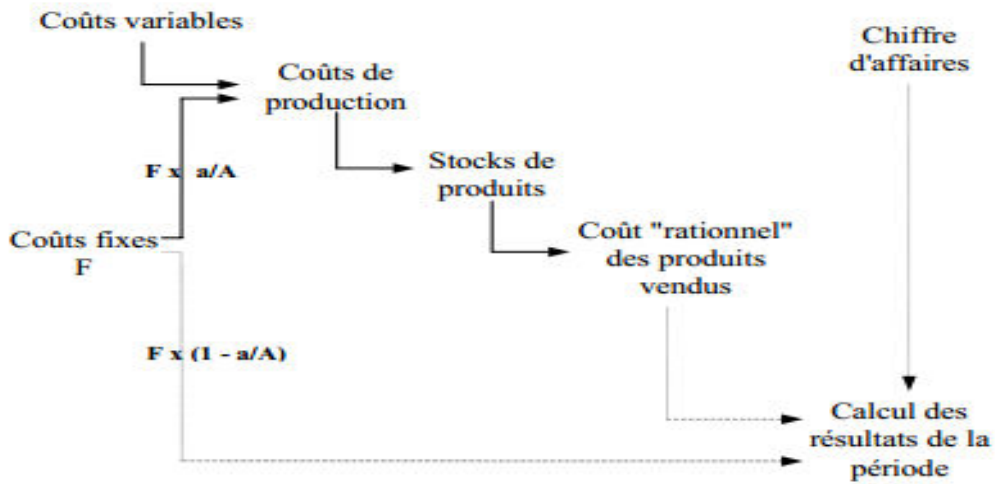 Coûts variables
Chiffre
d'affaires
Coûts de
production
F x a/A
Stocks de
produits
Coûts fixes
F
Coût "rationnel"
des produits
vendus
F x (1 - a/A)
Calcul des
résultats de la
période